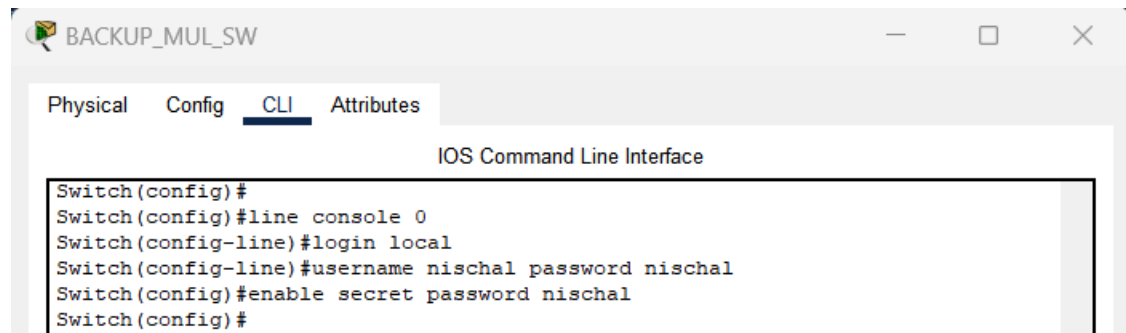 BACKUP_MUL_SW
Physical Config CLI Attributes
IOS Command Line Interface
Switch(config)#
Switch(config)#line console 0
Switch(config-line)#login local
Switch(config-line)#username nischal password nischal
Switch(config)#enable secret password nischal
Switch(config)#